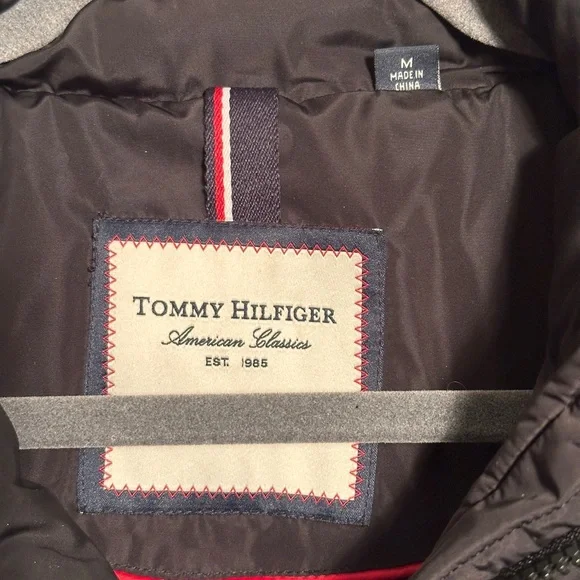 M
MADE IN
CHINA
TOMMY HILFIGER
American Classics
EST. 1985